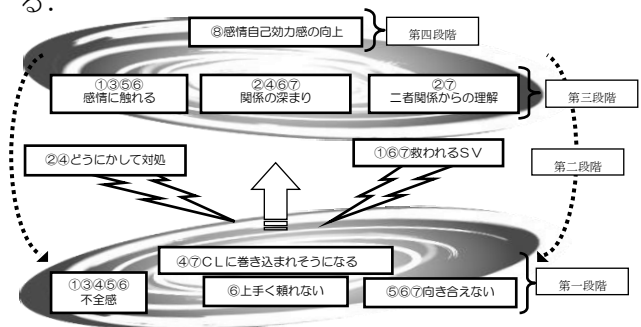 る．
⑧感情自己効力感の向上
第四段階
①③⑤⑥
感情に触れる
②④⑥⑦
関係の深まり
②⑦
二者関係からの理解
第三段階
②④どうにかして対処
①⑥⑦救われるＳＶ
第二段階
④⑦ＣＬに巻き込まれそうになる
①③④⑤⑥
不全感
⑥上手く頼れない
⑤⑥⑦向き合えない
第一段階